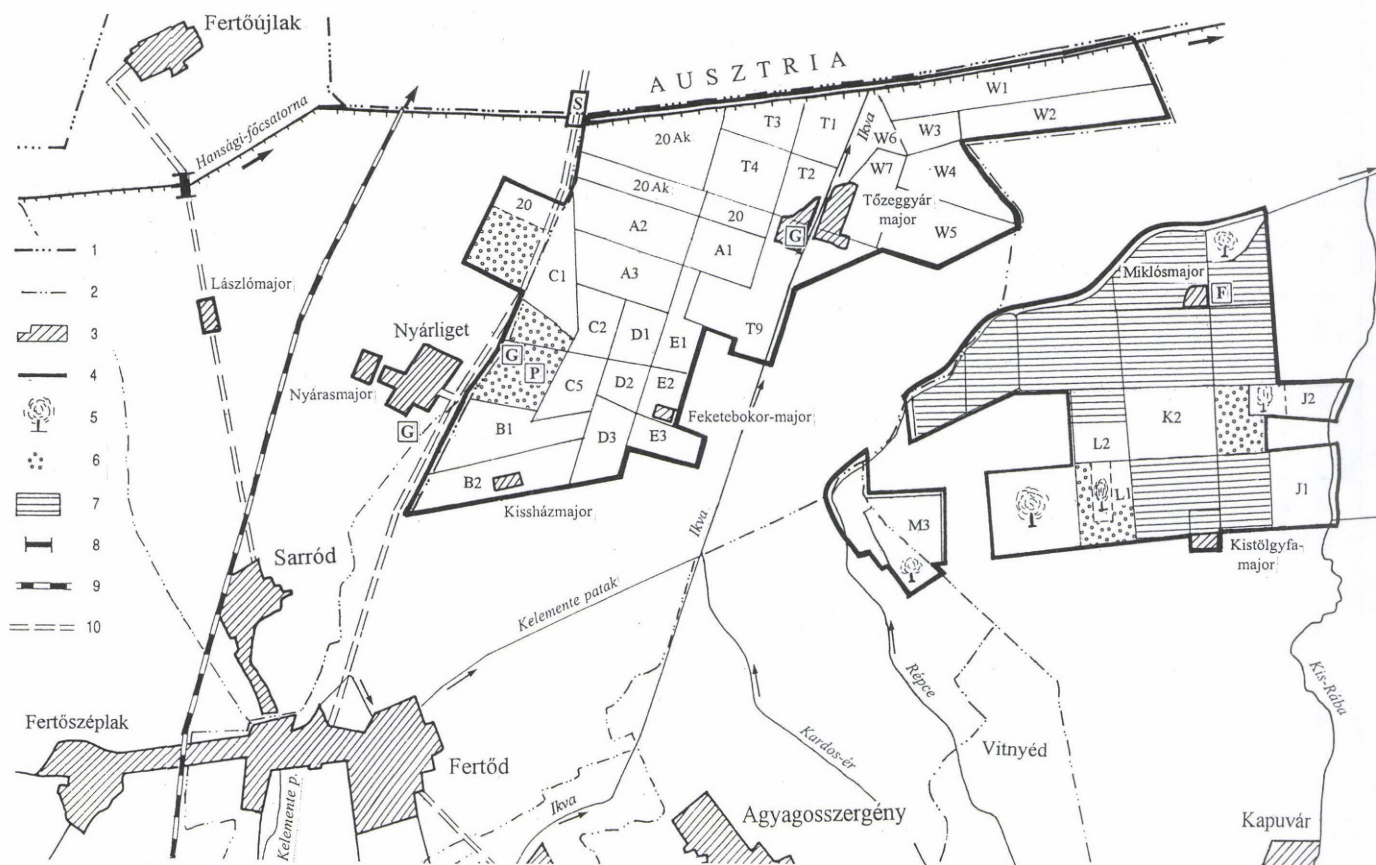 Fertőújlak
AUSZTRIA
S
Hansági-főcsatorna
W1
W2
W3
W4
W5
W6
W7
Ikva
T1
T2
T3
T4
T9
20 Ak
20 Ak
20
20
A1
A2
A3
Tőzeggyár
major
G
C1
C2
C5
D1
D2
D3
E1
E2
E3
B1
B2
G
P
G
Lászlómajor
Nyárliget
Nyárasmajor
Feketebokor-major
Kissházmajor
Miklósmajor
F
J2
J1
K2
L2
L1
M3
Kistölgyfa-
major
1
2
3
4
5
6
7
8
9
10
Sarród
Kelemente patak
Ikva
Répce
Kis-Rába
Fertőszéplak
Fertőd
Kardos-ér
Vitnyéd
Kelemente p.
Ikva
Agyagosszergény
Kapuvár